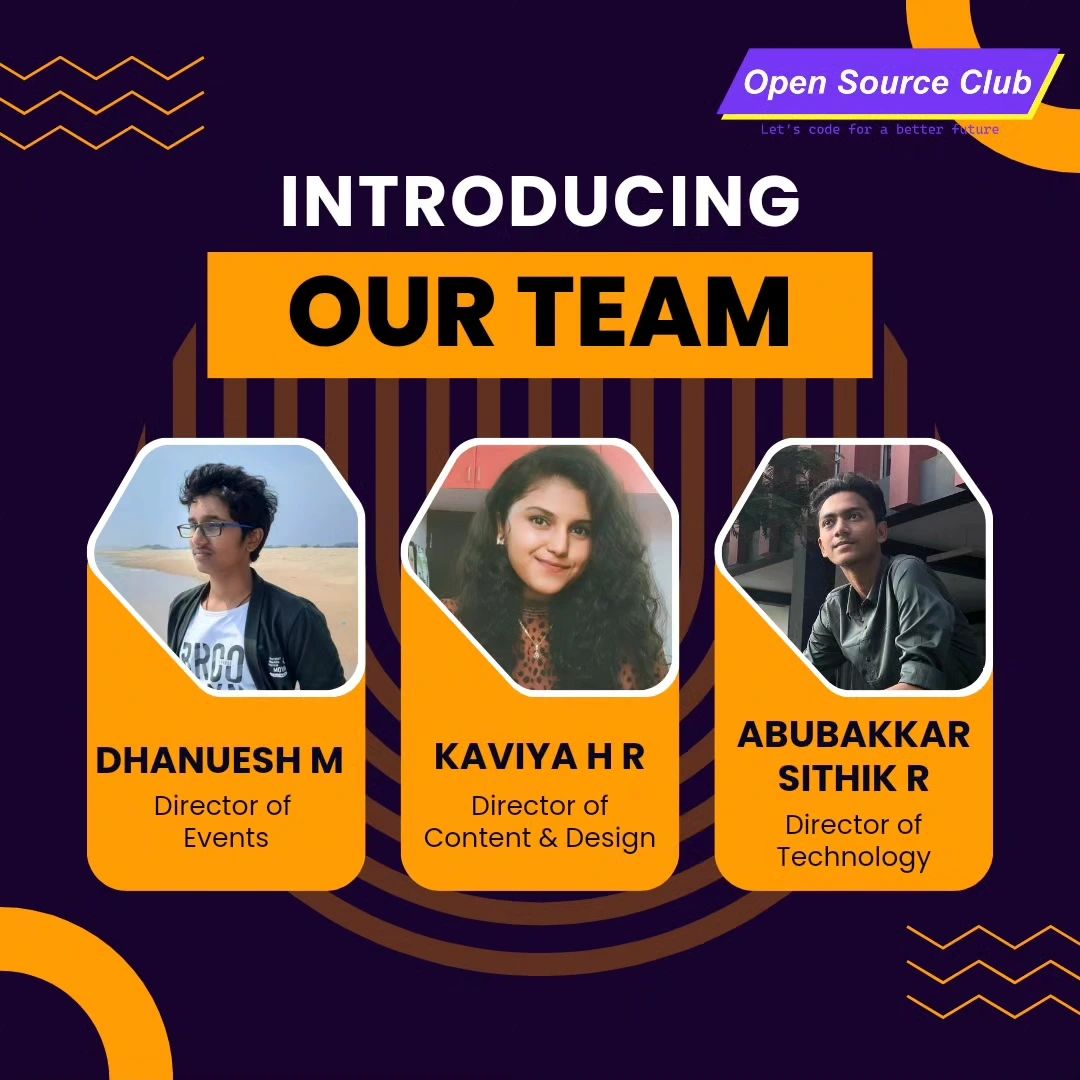 Open Source Club
Let's code for a better future
INTRODUCING
OUR TEAM
DHANUESH M
Director of
Events
KAVIYA H R
Director of
Content & Design
ABUBAKKAR
SITHIK R
Director of
Technology